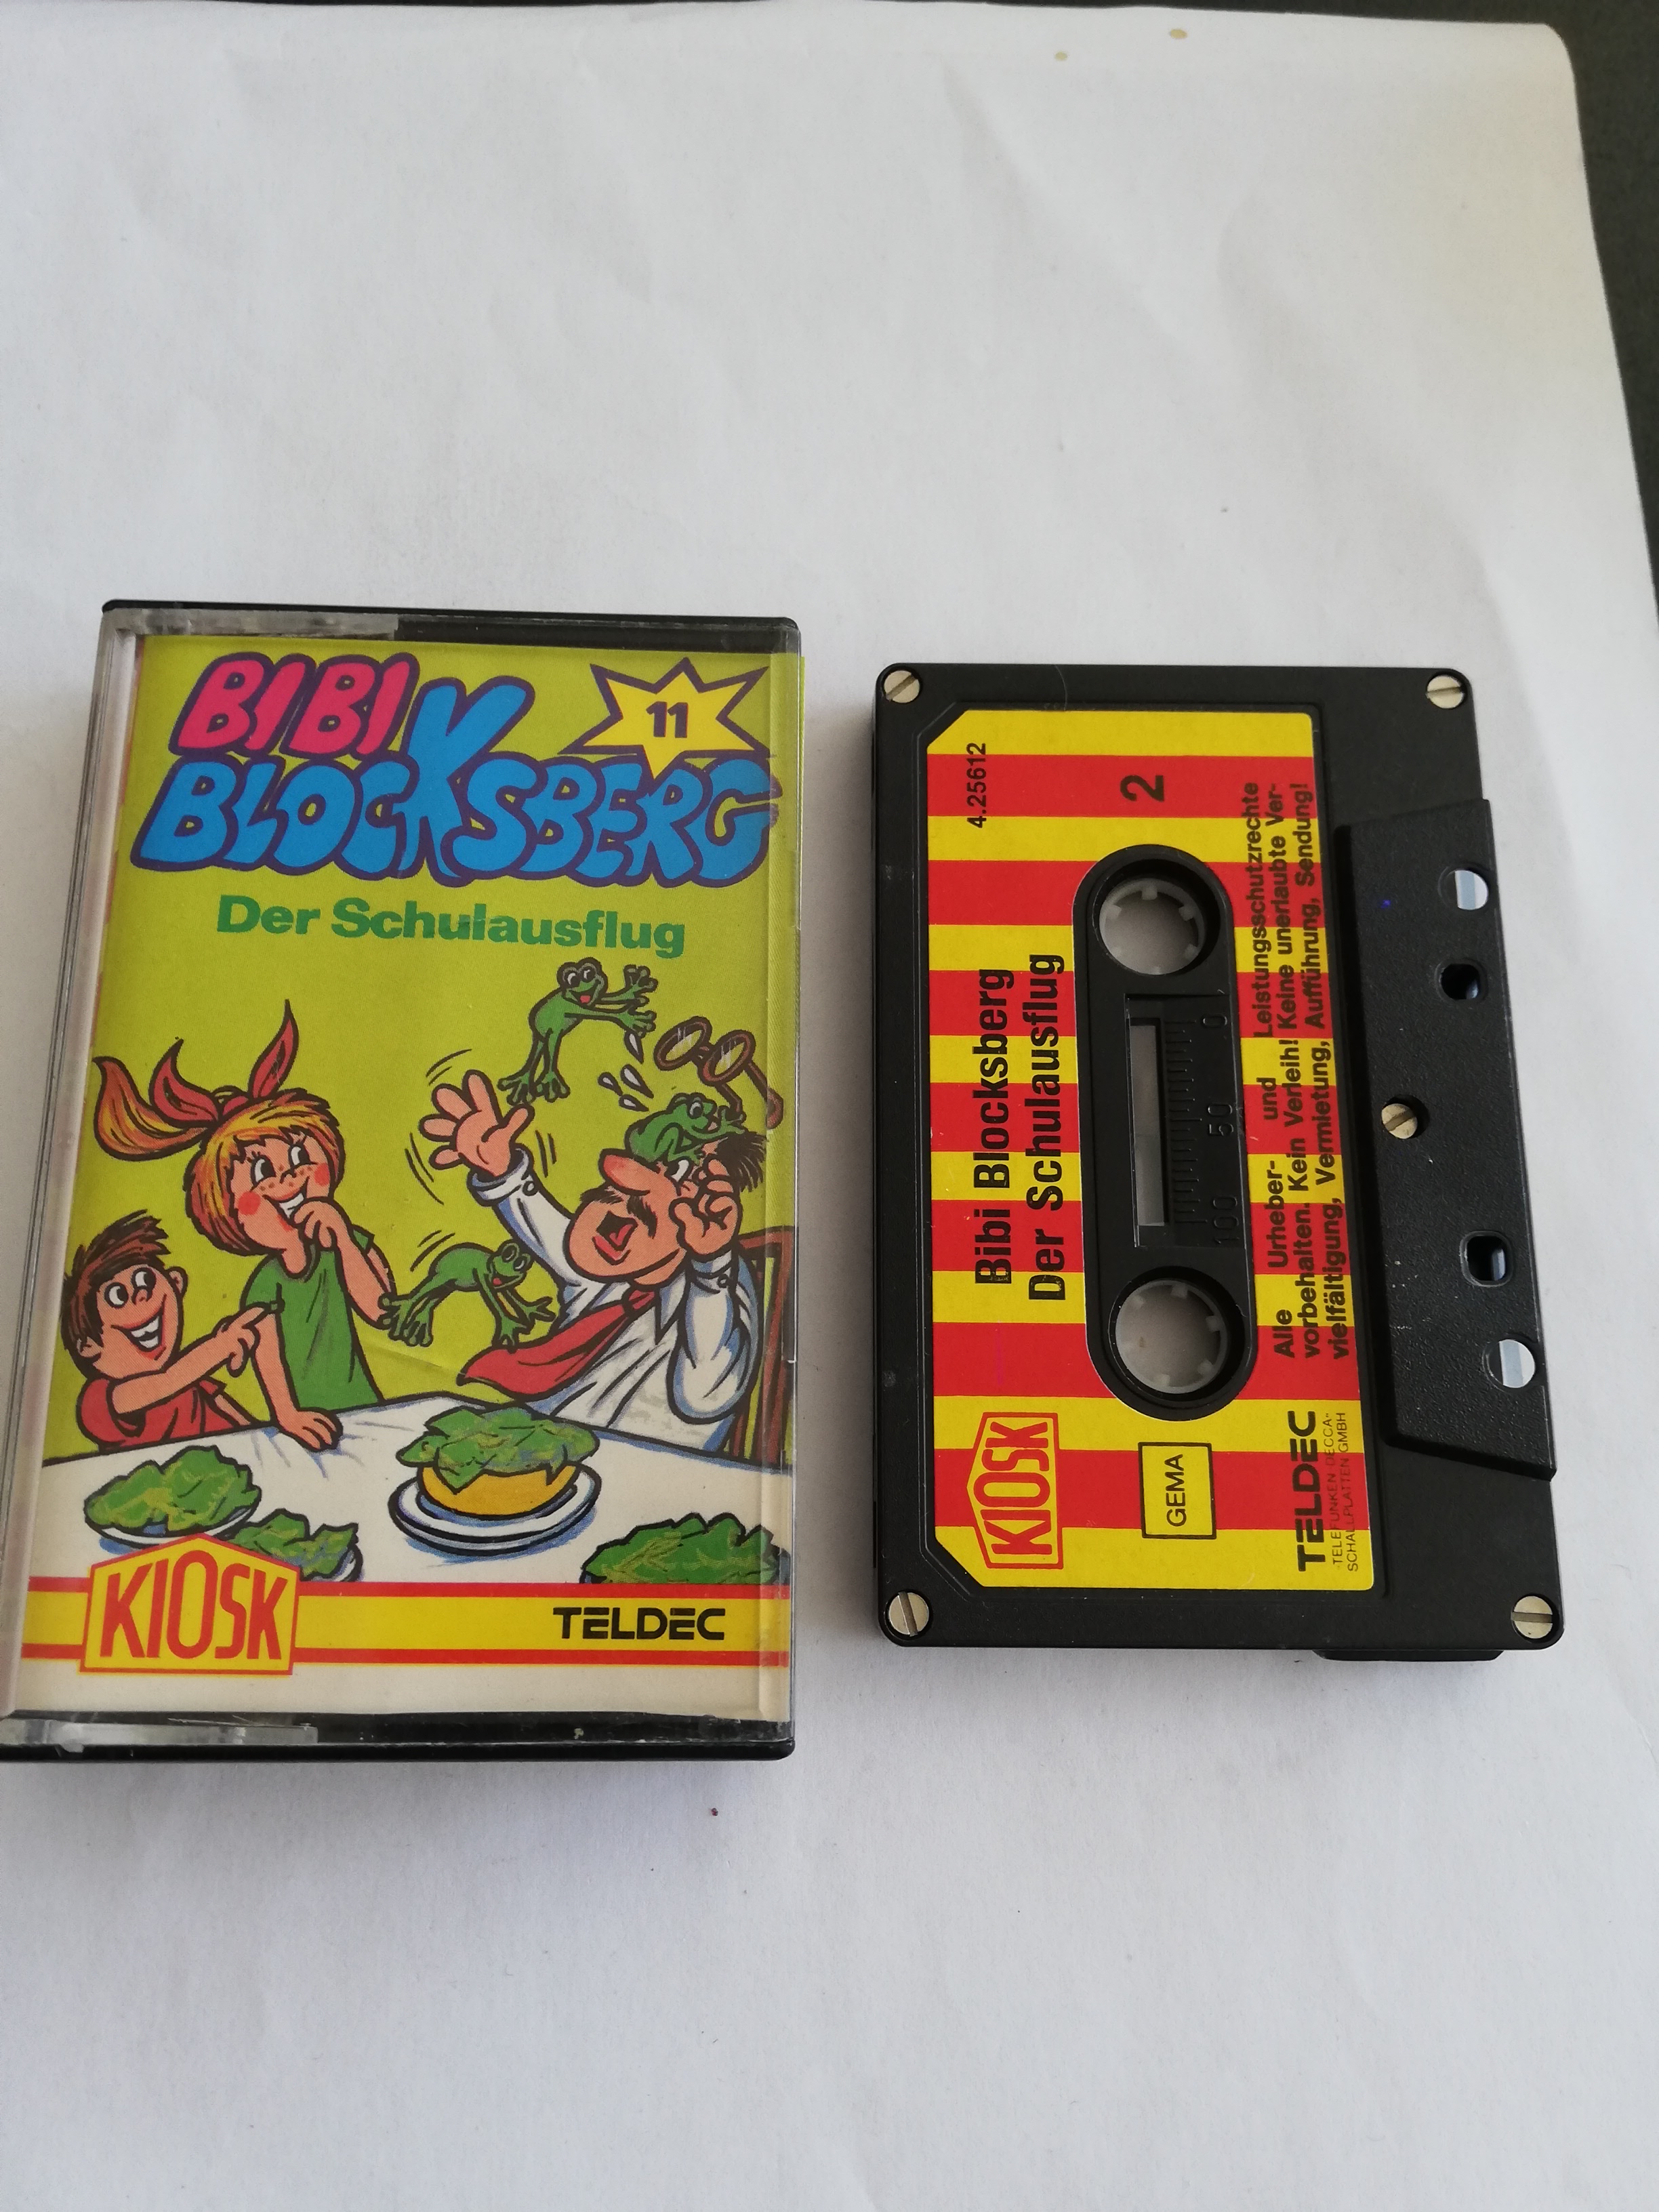 BIBI
BLOCKSBERG
11
Der Schulausflug
KIOSK
TELDEC
4.25612
2
Bibi Blocksberg
Der Schulausflug
100 50 0
Alle Urheber- und Leistungsschutzrechte
vorbehalten. Kein Verleih! Keine unerlaubte Ver-
vielfältigung, Vermietung, Aufführung, Sendung!
KIOSK
GEMA
TELDEC
TELEFUNKEN-DECCA-
SCHALLPLATTEN GMBH